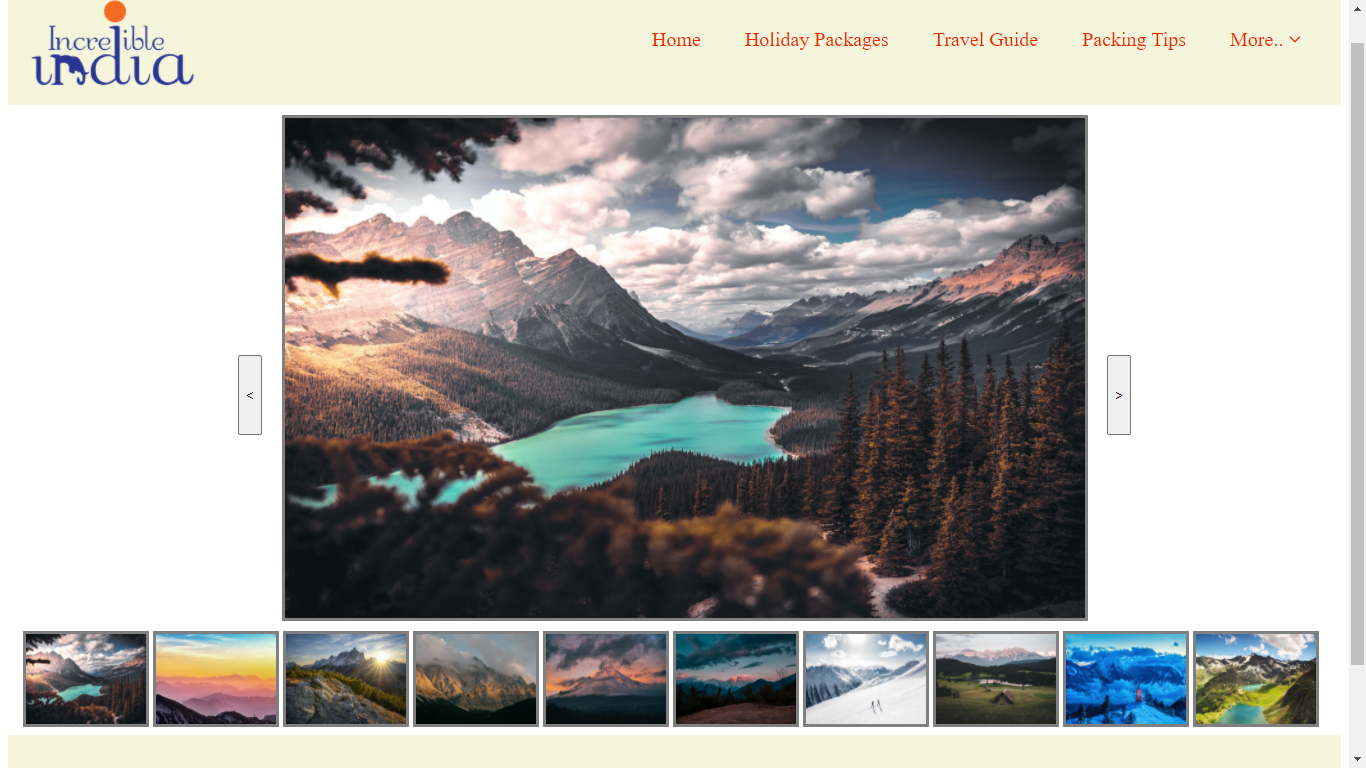 Incredible
india
Home Holiday Packages Travel Guide Packing Tips More..
<
>